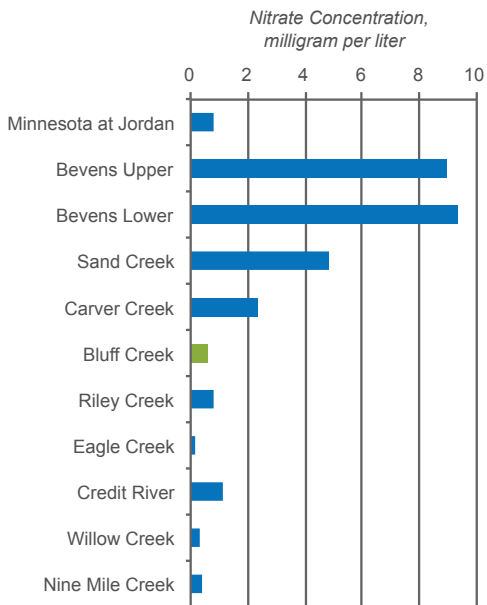 Nitrate Concentration,
milligram per liter
0 2 4 6 8 10
Minnesota at Jordan
Bevens Upper
Bevens Lower
Sand Creek
Carver Creek
Bluff Creek
Riley Creek
Eagle Creek
Credit River
Willow Creek
Nine Mile Creek